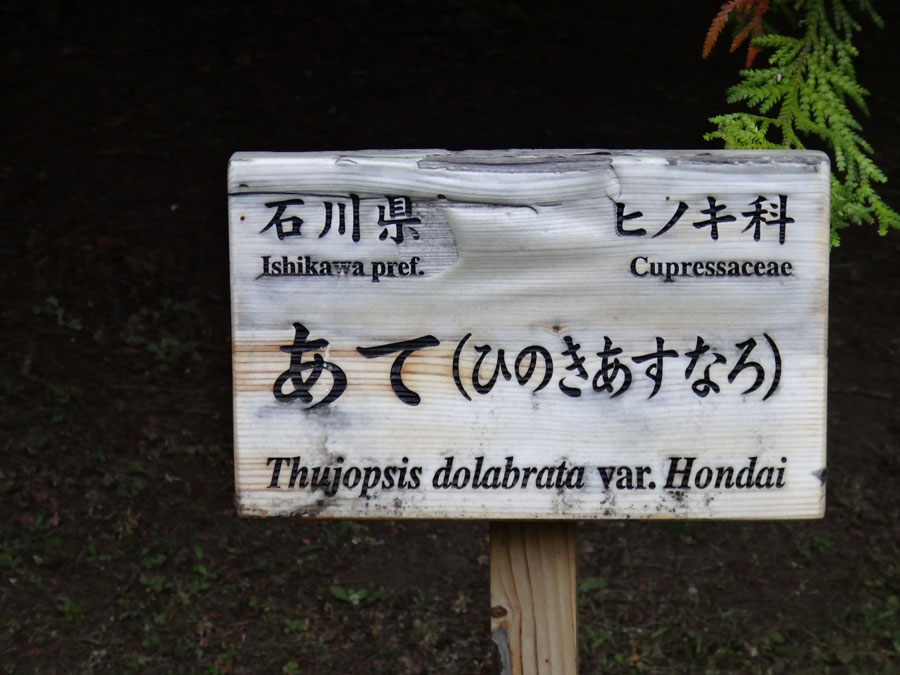 石川県 ヒノキ科
Ishikawa pref. Cupressaceae
あて(ひのきあすなろ)
Thujopsis dolabrata var. Hondai